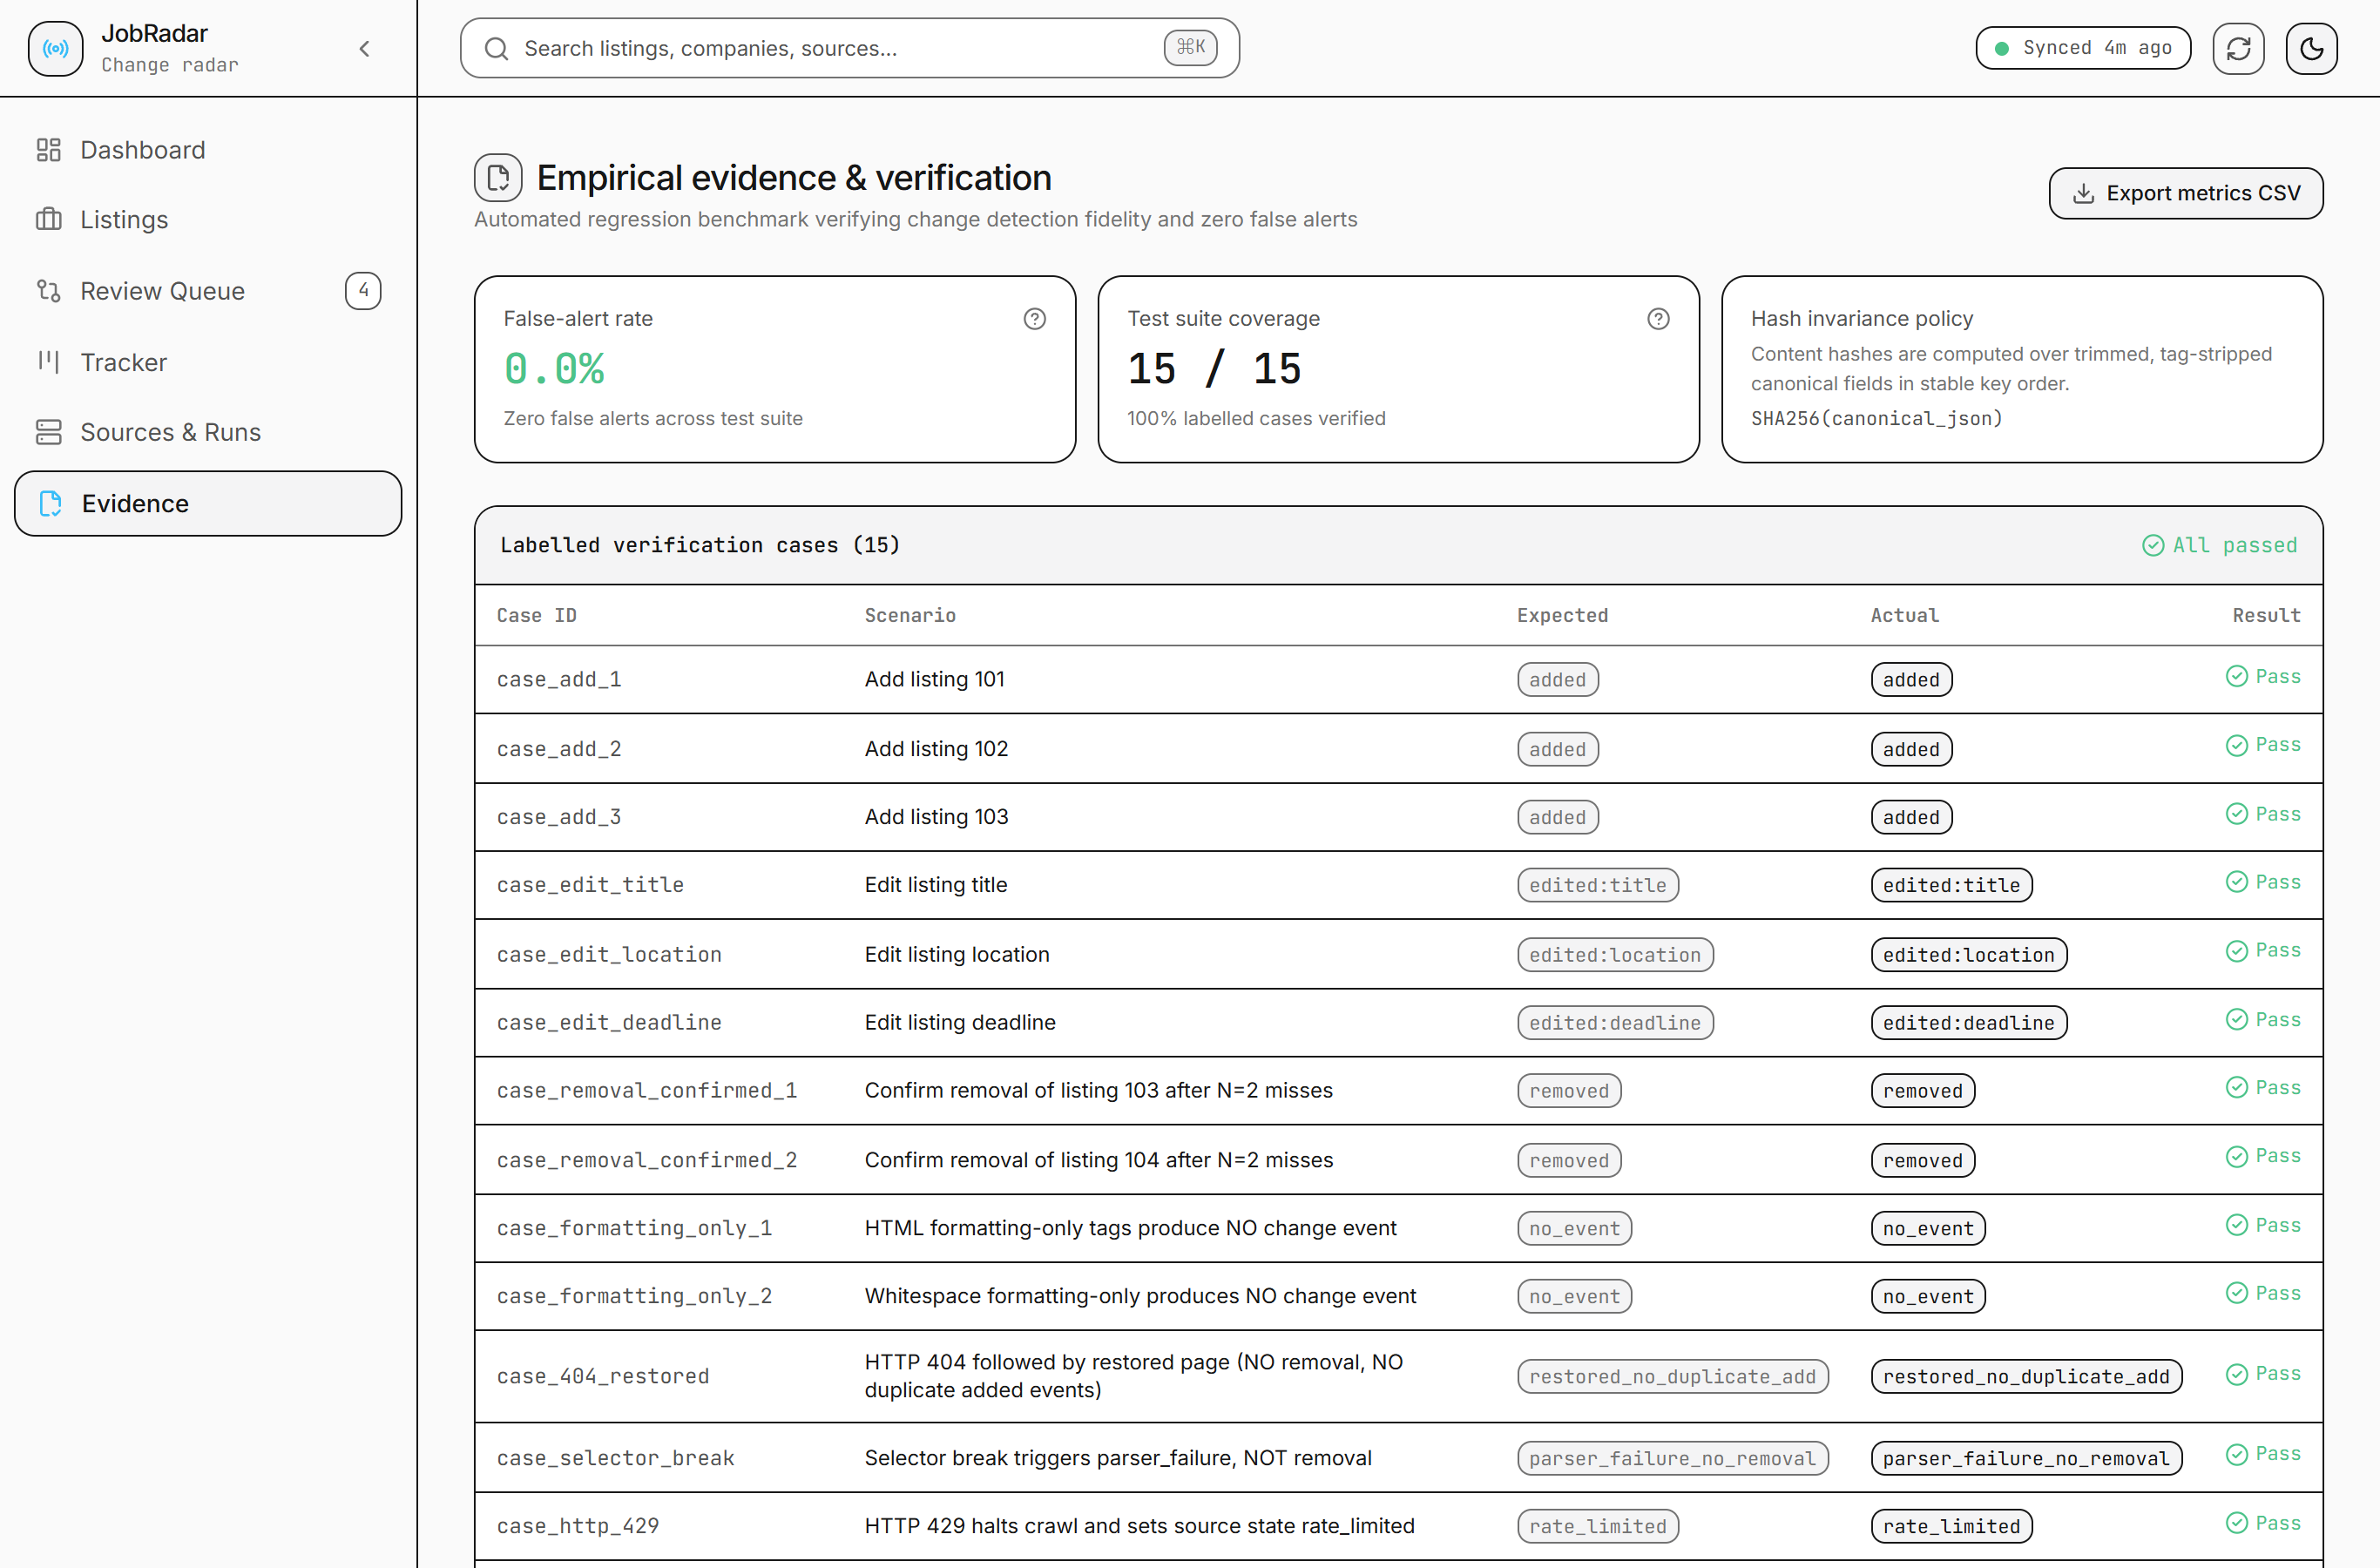 JobRadar
Change radar
Search listings, companies, sources...
⌘K
Synced 4m ago
Dashboard
Listings
Review Queue
4
Tracker
Sources & Runs
Evidence
Empirical evidence & verification
Automated regression benchmark verifying change detection fidelity and zero false alerts
Export metrics CSV
False-alert rate
0.0%
Zero false alerts across test suite
Test suite coverage
15 / 15
100% labelled cases verified
Hash invariance policy
Content hashes are computed over trimmed, tag-stripped
canonical fields in stable key order.
SHA256(canonical_json)
Labelled verification cases (15)
All passed
Case ID Scenario Expected Actual Result
case_add_1 Add listing 101 added added Pass
case_add_2 Add listing 102 added added Pass
case_add_3 Add listing 103 added added Pass
case_edit_title Edit listing title edited:title edited:title Pass
case_edit_location Edit listing location edited:location edited:location Pass
case_edit_deadline Edit listing deadline edited:deadline edited:deadline Pass
case_removal_confirmed_1 Confirm removal of listing 103 after N=2 misses removed removed Pass
case_removal_confirmed_2 Confirm removal of listing 104 after N=2 misses removed removed Pass
case_formatting_only_1 HTML formatting-only tags produce NO change event no_event no_event Pass
case_formatting_only_2 Whitespace formatting-only produces NO change event no_event no_event Pass
case_404_restored HTTP 404 followed by restored page (NO removal, NO
duplicate added events) restored_no_duplicate_add restored_no_duplicate_add Pass
case_selector_break Selector break triggers parser_failure, NOT removal parser_failure_no_removal parser_failure_no_removal Pass
case_http_429 HTTP 429 halts crawl and sets source state rate_limited rate_limited rate_limited Pass